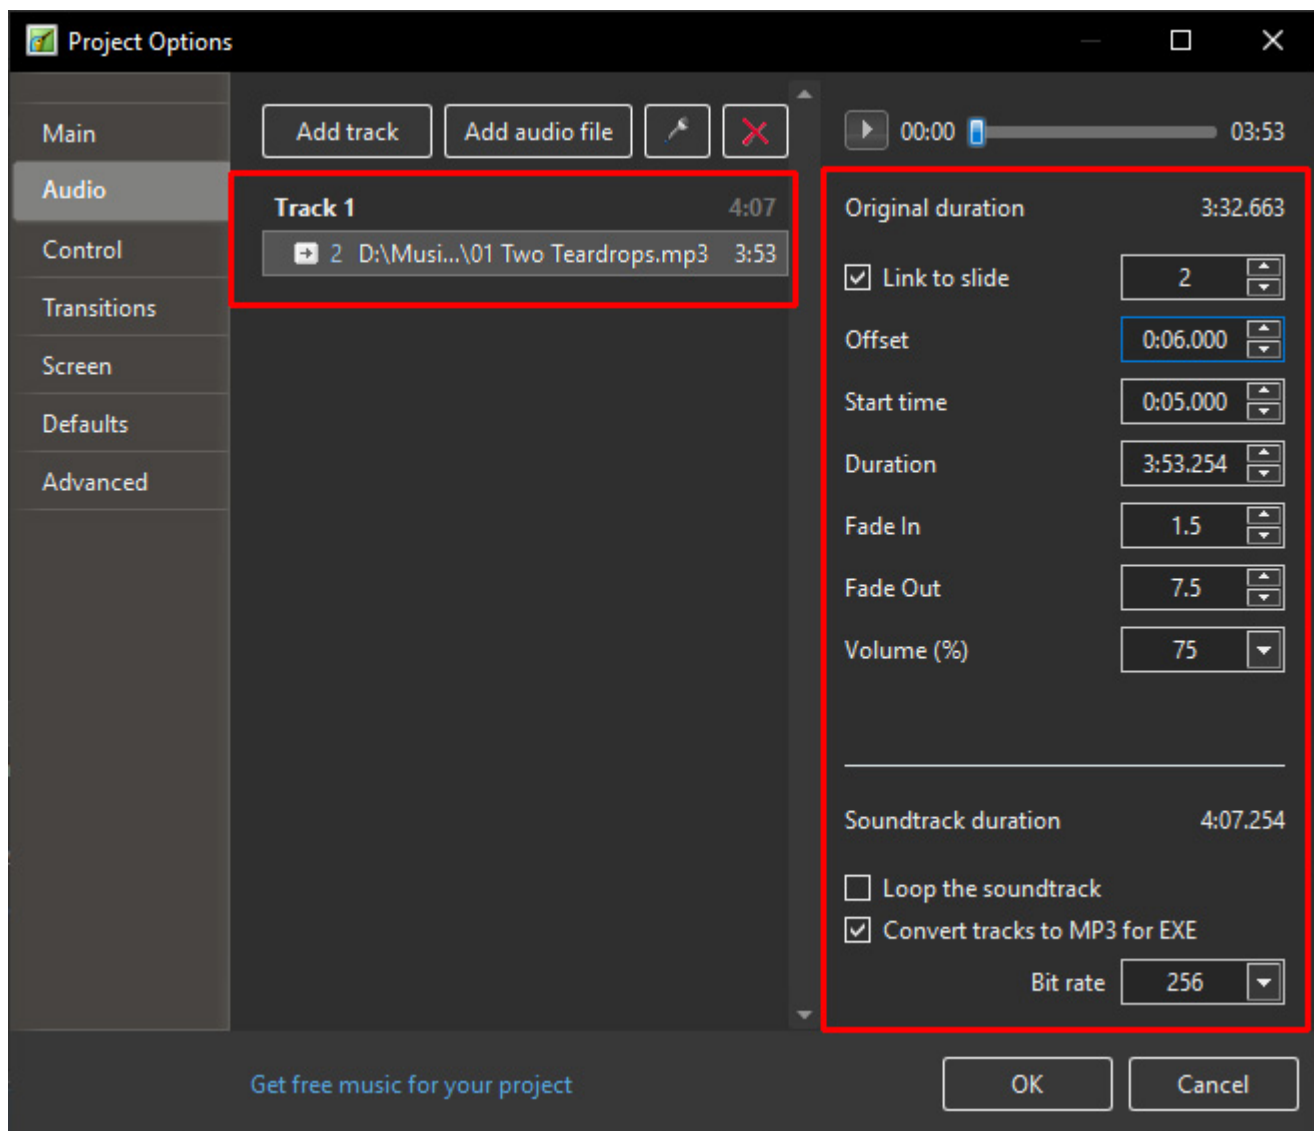 Project Options
Main
Audio
Control
Transitions
Screen
Defaults
Advanced
Add track Add audio file
Track 1 4:07
2 D:\Musi...\01 Two Teardrops.mp3 3:53
00:00 03:53
Original duration 3:32.663
Link to slide 2
Offset 0:06.000
Start time 0:05.000
Duration 3:53.254
Fade In 1.5
Fade Out 7.5
Volume (%) 75
Soundtrack duration 4:07.254
Loop the soundtrack
Convert tracks to MP3 for EXE
Bit rate 256
Get free music for your project
OK Cancel